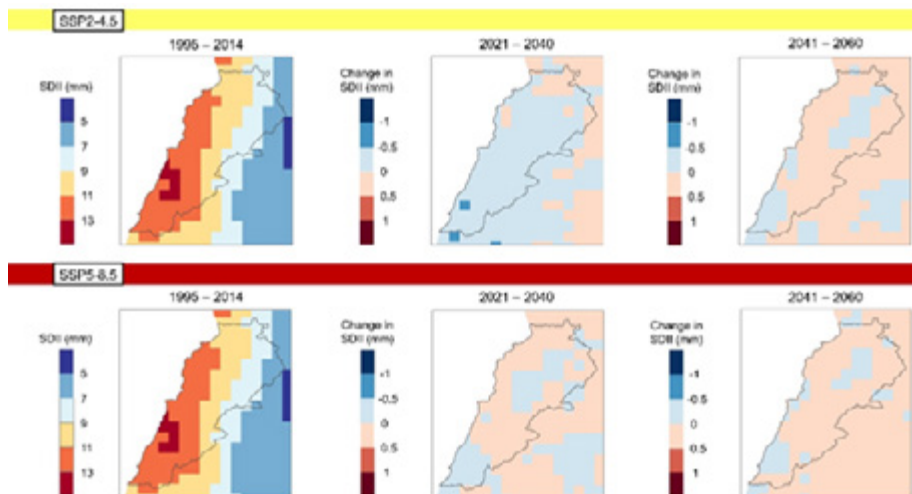 SSP2-4.5
1995 – 2014
2021 – 2040
2041 – 2060
SDII (mm)
5
7
9
11
13
Change in
SDII (mm)
-1
-0.5
0
0.5
1
Change in
SDII (mm)
-1
-0.5
0
0.5
1
SSP5-8.5
1995 – 2014
2021 – 2040
2041 – 2060
SDII (mm)
5
7
9
11
13
Change in
SDII (mm)
-1
-0.5
0
0.5
1
Change in
SDII (mm)
-1
-0.5
0
0.5
1